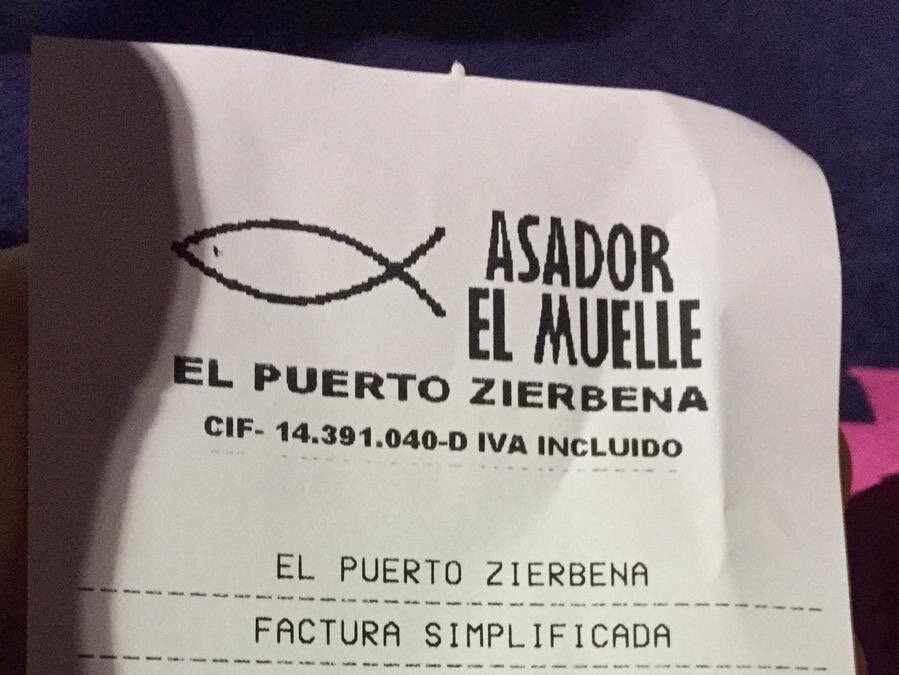 ASADOR
EL MUELLE
EL PUERTO ZIERBENA
CIF- 14.391.040-D IVA INCLUIDO
EL PUERTO ZIERBENA
FACTURA SIMPLIFICADA